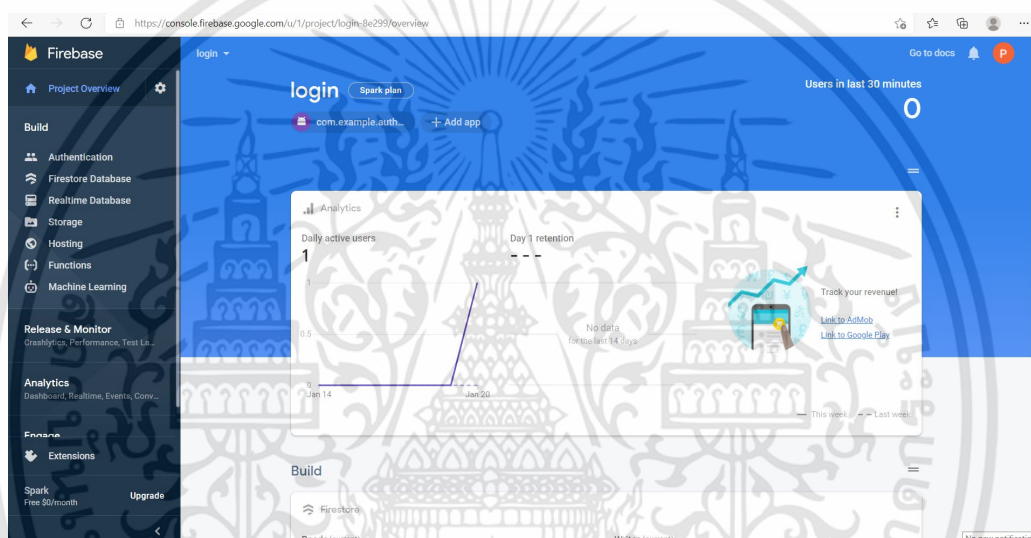 https://console.firebase.google.com/u/1/project/login-8e299/overview
Firebase
login
Go to docs
P
Project Overview
login
Spark plan
Users in last 30 minutes
0
com.example.auth...
+ Add app
Build
Authentication
Firestore Database
Realtime Database
Storage
Hosting
Functions
Machine Learning
Release & Monitor
Crashlytics, Performance, Test La...
Analytics
Dashboard, Realtime, Events, Conv...
Engage
Extensions
Spark
Free $0/month
Upgrade
Analytics
Daily active users
1
Day 1 retention
- - -
1
0.5
0
Jan 14
Jan 20
No data
for the last 14 days
Track your revenue!
Link to AdMob
Link to Google Play
This week
Last week
Build
Firestore